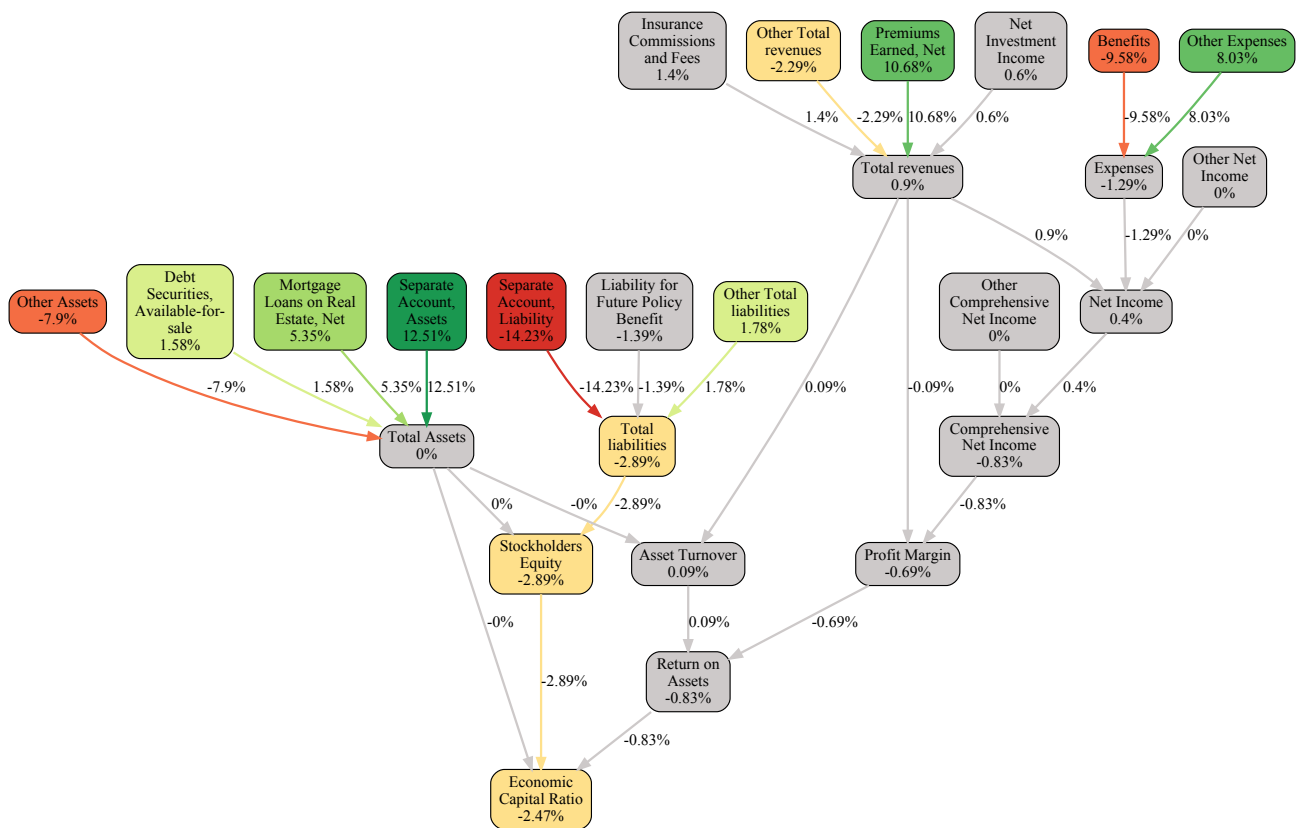 Insurance
Commissions
and Fees
1.4%
Other Total
revenues
-2.29%
Premiums
Earned, Net
10.68%
Net
Investment
Income
0.6%
Benefits
-9.58%
Other Expenses
8.03%
1.4%
-2.29%
10.68%
0.6%
-9.58%
8.03%
Total revenues
0.9%
Expenses
-1.29%
Other Net
Income
0%
0.9%
-1.29%
0%
Other Assets
-7.9%
Debt
Securities,
Available-for-
sale
1.58%
Mortgage
Loans on Real
Estate, Net
5.35%
Separate
Account,
Assets
12.51%
Separate
Account,
Liability
-14.23%
Liability for
Future Policy
Benefit
-1.39%
Other Total
liabilities
1.78%
Other
Comprehensive
Net Income
0%
Net Income
0.4%
-7.9%
1.58%
5.35%
12.51%
-14.23%
-1.39%
1.78%
0.09%
-0.09%
0%
0.4%
Total Assets
0%
Total
liabilities
-2.89%
Comprehensive
Net Income
-0.83%
0%
-0%
-2.89%
-0.83%
Stockholders
Equity
-2.89%
Asset Turnover
0.09%
Profit Margin
-0.69%
-0%
0.09%
-0.69%
-2.89%
Return on
Assets
-0.83%
-0.83%
Economic
Capital Ratio
-2.47%